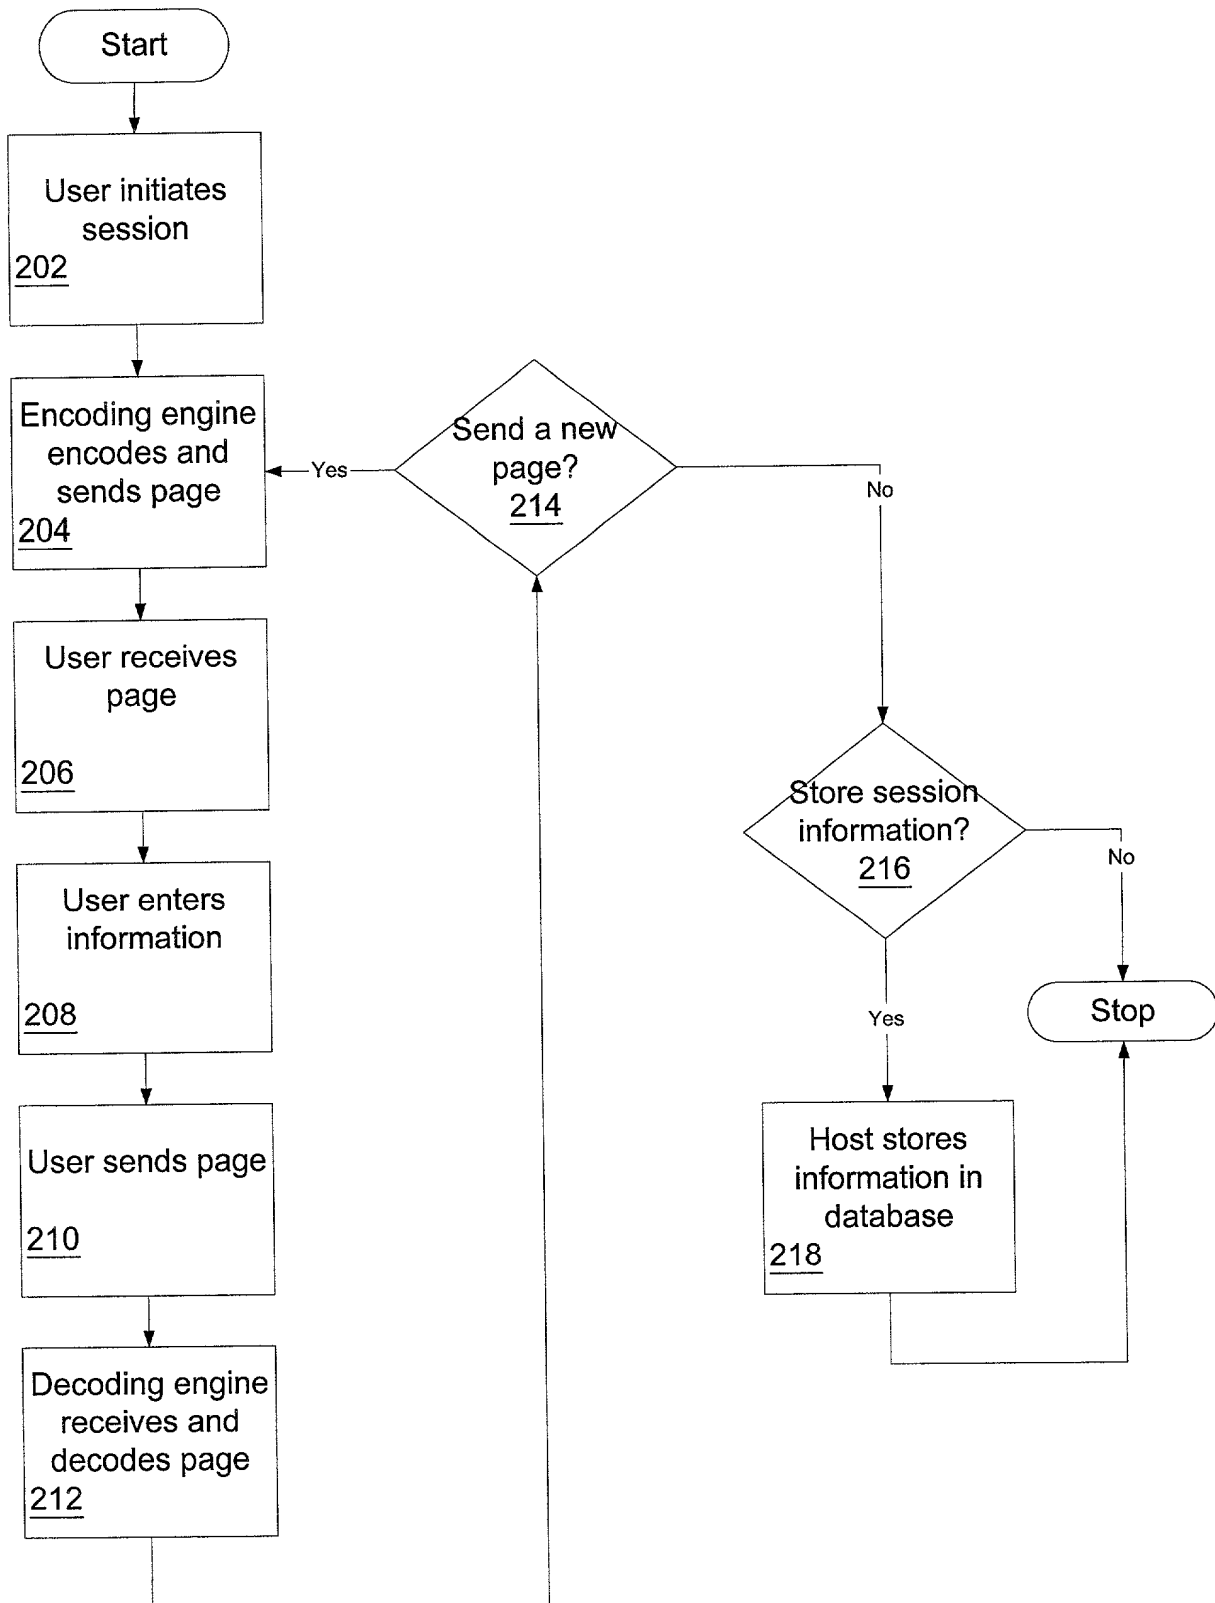 Start
User initiates
session
202
Encoding engine
encodes and
sends page
204
User receives
page
206
User enters
information
208
User sends page
210
Decoding engine
receives and
decodes page
212
Send a new
page?
214
Yes
No
Store session
information?
216
No
Yes
Stop
Host stores
information in
database
218